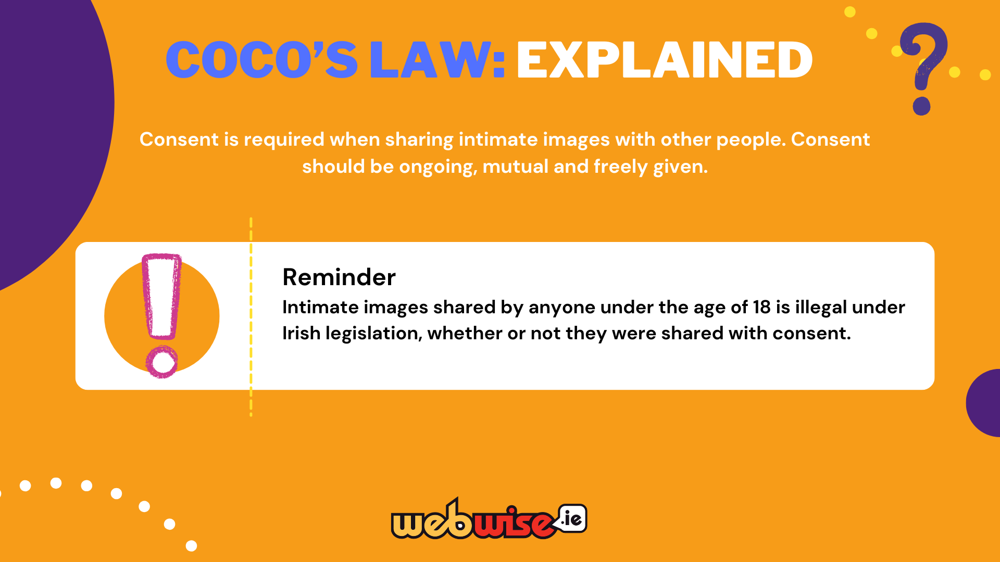 COCO’S LAW: EXPLAINED
Consent is required when sharing intimate images with other people. Consent
should be ongoing, mutual and freely given.
Reminder
Intimate images shared by anyone under the age of 18 is illegal under
Irish legislation, whether or not they were shared with consent.
webwise.ie